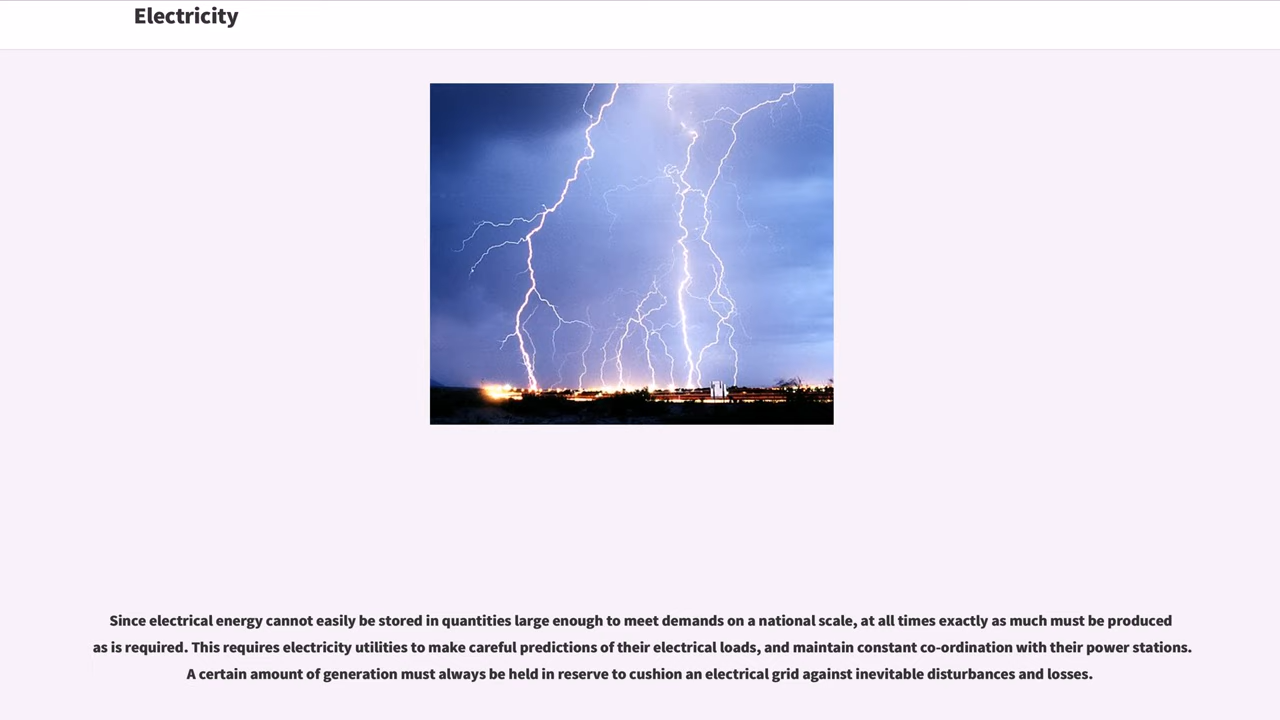 Electricity
Since electrical energy cannot easily be stored in quantities large enough to meet demands on a national scale, at all times exactly as much must be produced
as is required. This requires electricity utilities to make careful predictions of their electrical loads, and maintain constant co-ordination with their power stations.
A certain amount of generation must always be held in reserve to cushion an electrical grid against inevitable disturbances and losses.